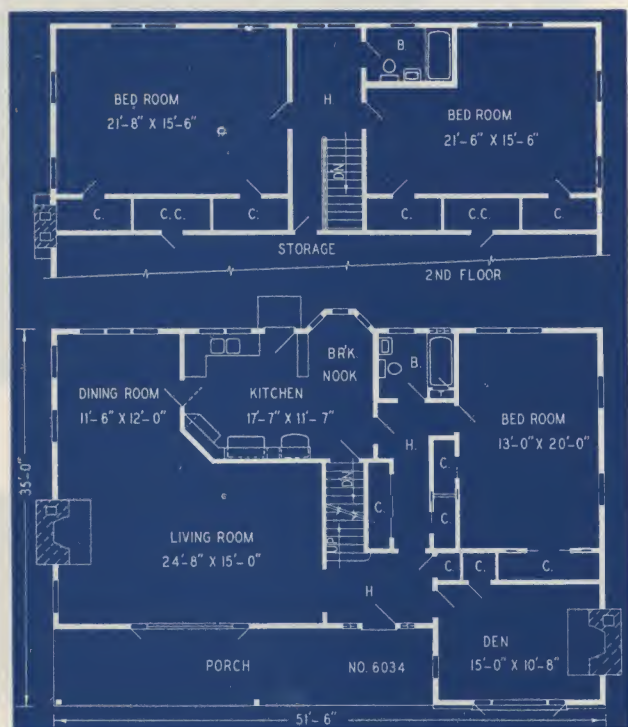 B
BED ROOM
21'-8" X 15'-6"
H
BED ROOM
21'-6" X 15'-6"
DN
C.
C.C.
C.
C.
C.C.
C.
STORAGE
2ND FLOOR
BR'K.
NOOK
B.
DINING ROOM
11'-6" X 12'-0"
KITCHEN
17'-7" X 11'-7"
BED ROOM
13'-0" X 20'-0"
H.
35'-0"
C.
C.
C.
DN
UP
LIVING ROOM
24'-8" X 15'-0"
C.
C.
C.
H
DEN
15'-0" X 10'-8"
PORCH
NO. 6034
51'-6"